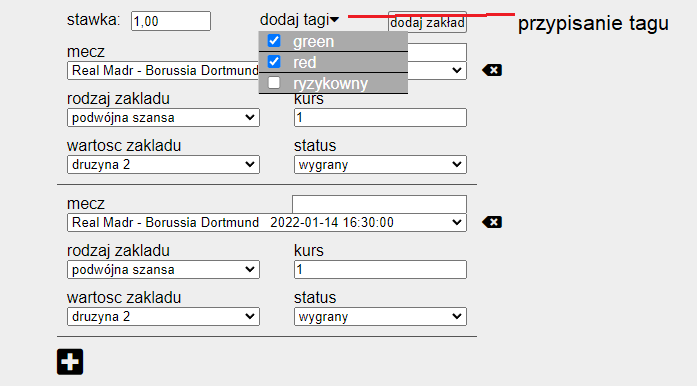 stawka: 1,00 dodaj tagi dodaj zakład przypisanie tagu
green
mecz
red
Real Madr - Borussia Dortmund
ryzykowny
rodzaj zakladu kurs
podwójna szansa 1
wartosc zakladu status
druzyna 2 wygrany
mecz
Real Madr - Borussia Dortmund 2022-01-14 16:30:00
rodzaj zakladu kurs
podwójna szansa 1
wartosc zakladu status
druzyna 2 wygrany